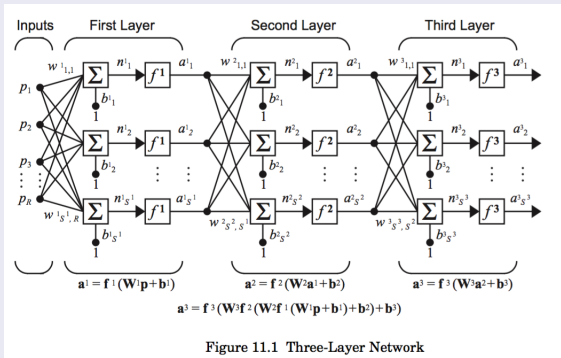 Inputs First Layer Second Layer Third Layer
w¹1,1 n¹1 a¹1 w²1,1 n²1 a²1 w³1,1 n³1 a³1
p1 Σ f¹ Σ f² Σ f³
b¹1 b²1 b³1
1 1 1
p2 n¹2 a¹2 n²2 a²2 n³2 a³2
Σ f¹ Σ f² Σ f³
p3 b¹2 b²2 b³2
1 1 1
pR n¹S¹ a¹S¹ n²S² a²S² n³S³ a³S³
Σ f¹ Σ f² Σ f³
w¹S¹,R w²S²,S¹ w³S³,S²
b¹S¹ b²S² b³S³
1 1 1
a¹ = f¹(W¹p+b¹) a² = f²(W²a¹+b²) a³ = f³(W³a²+b³)
a³ = f³(W³f²(W²f¹(W¹p+b¹)+b²)+b³)
Figure 11.1 Three-Layer Network